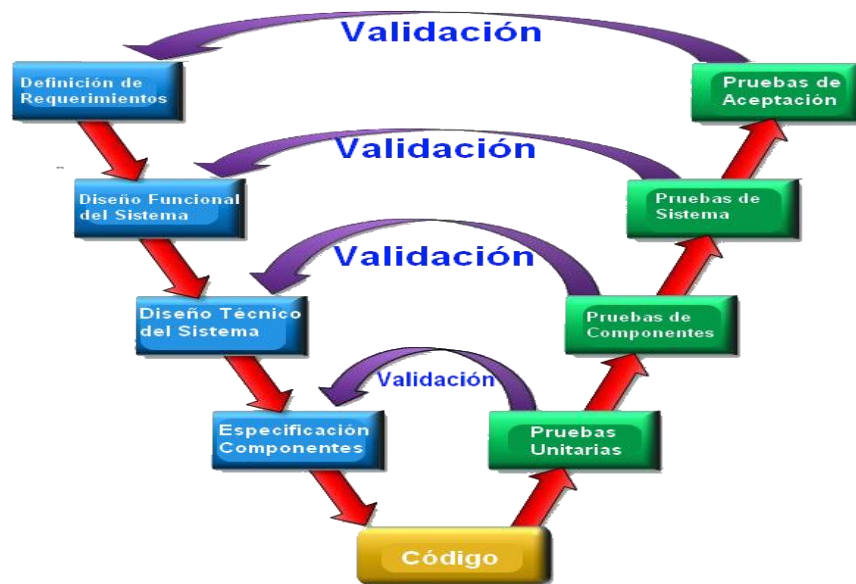 Validación
Definición de
Requerimientos
Pruebas de
Aceptación
Validación
Diseño Funcional
del Sistema
Pruebas de
Sistema
Validación
Diseño Técnico
del Sistema
Pruebas de
Componentes
Validación
Especificación
Componentes
Pruebas
Unitarias
Código